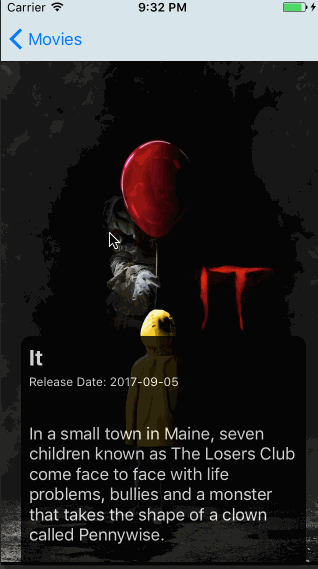 Carrier 9:32 PM
Movies
IT
It
Release Date: 2017-09-05
In a small town in Maine, seven
children known as The Losers Club
come face to face with life
problems, bullies and a monster
that takes the shape of a clown
called Pennywise.